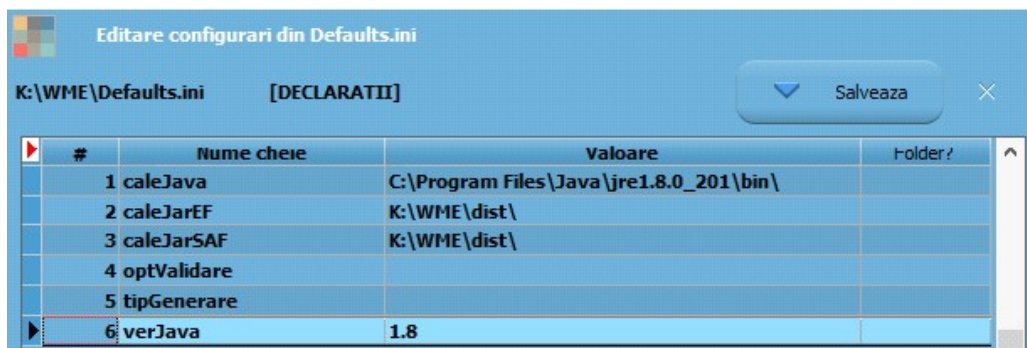 Editare configurari din Defaults.ini
K:\WME\Defaults.ini [DECLARATII] Salveaza
# Nume cheie Valoare Folder?
1 caleJava C:\Program Files\Java\jre1.8.0_201\bin\
2 caleJarEF K:\WME\dist\
3 caleJarSAF K:\WME\dist\
4 optValidare
5 tipGenerare
6 verJava 1.8